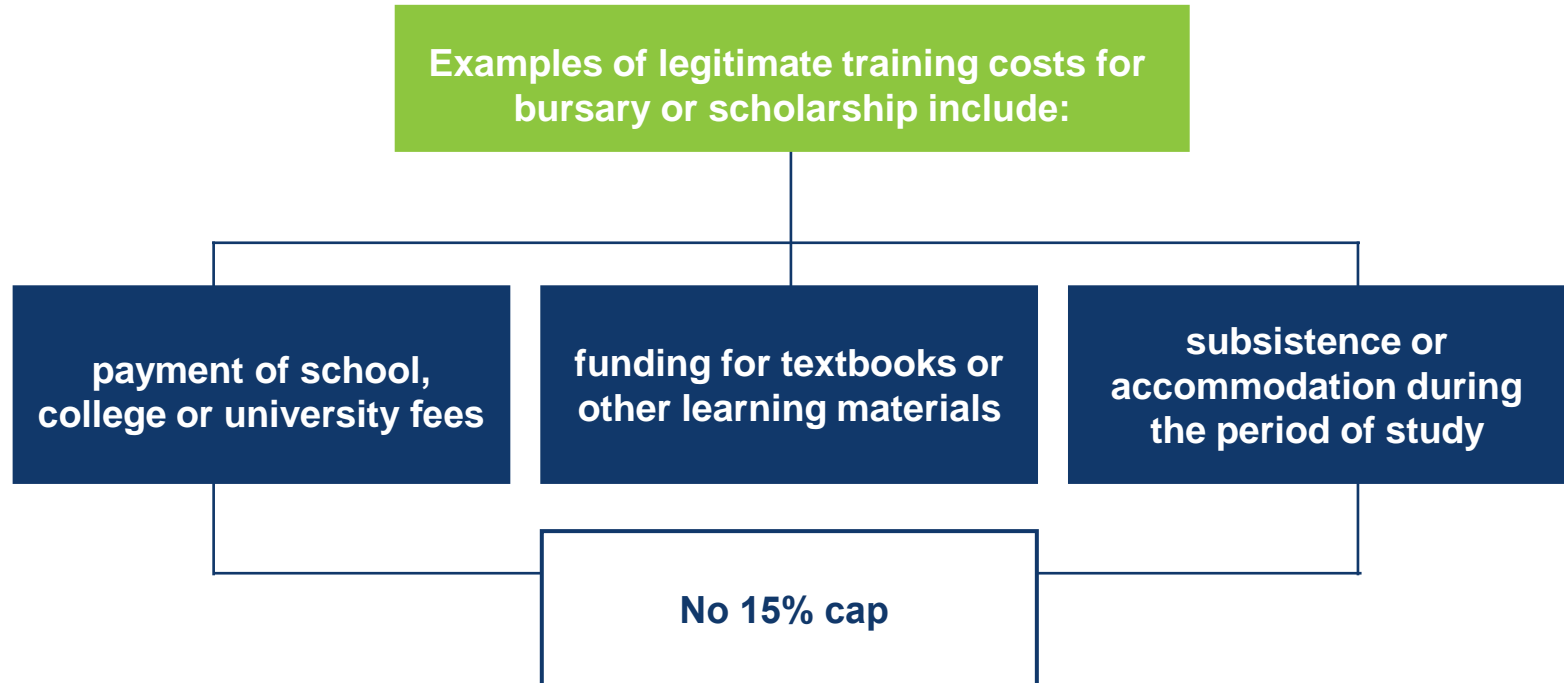 Examples of legitimate training costs for
bursary or scholarship include:
payment of school,
college or university fees
funding for textbooks or
other learning materials
subsistence or
accommodation during
the period of study
No 15% cap